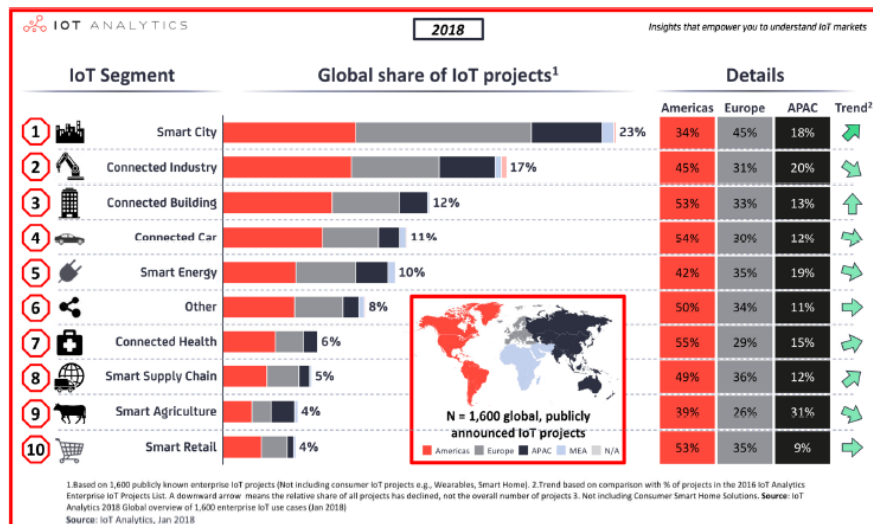 IOT ANALYTICS
2018
Insights that empower you to understand IoT markets
IoT Segment
Global share of IoT projects1
Details
Americas Europe APAC Trend2
1 Smart City 23% 34% 45% 18%
2 Connected Industry 17% 45% 31% 20%
3 Connected Building 12% 53% 33% 13%
4 Connected Car 11% 54% 30% 12%
5 Smart Energy 10% 42% 35% 19%
6 Other 8% 50% 34% 11%
7 Connected Health 6% 55% 29% 15%
8 Smart Supply Chain 5% 49% 36% 12%
9 Smart Agriculture 4% 39% 26% 31%
10 Smart Retail 4% 53% 35% 9%
N = 1,600 global, publicly
announced IoT projects
Americas Europe APAC MEA N/A
1.Based on 1,600 publicly known enterprise IoT projects (Not including consumer IoT projects e.g., Wearables, Smart Home). 2.Trend based on comparison with % of projects in the 2016 IoT Analytics
Enterprise IoT Projects List. A downward arrow means the relative share of all projects has declined, not the overall number of projects 3. Not including Consumer Smart Home Solutions. Source: IoT
Analytics 2018 Global overview of 1,600 enterprise IoT use cases (Jan 2018)
Source: IoT Analytics, Jan 2018